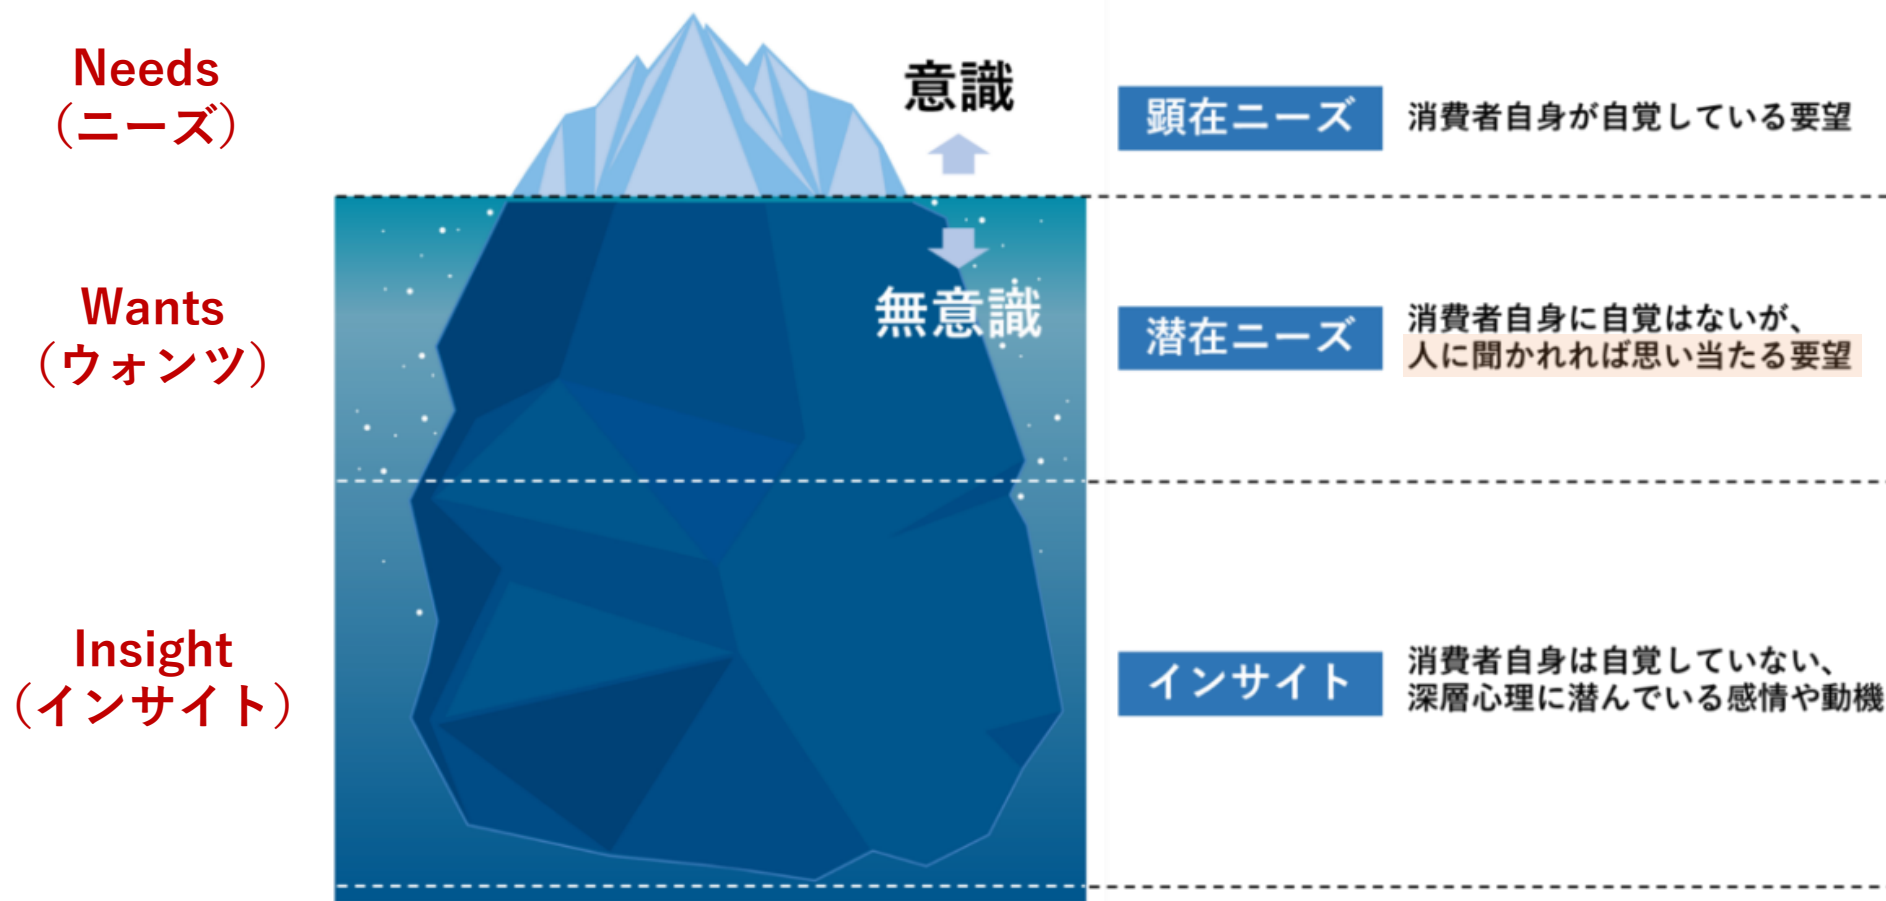 Needs
（ニーズ）
意識
顕在ニーズ
消費者自身が自覚している要望
Wants
（ウォンツ）
無意識
潜在ニーズ
消費者自身に自覚はないが、
人に聞かれれば思い当たる要望
Insight
（インサイト）
インサイト
消費者自身は自覚していない、
深層心理に潜んでいる感情や動機